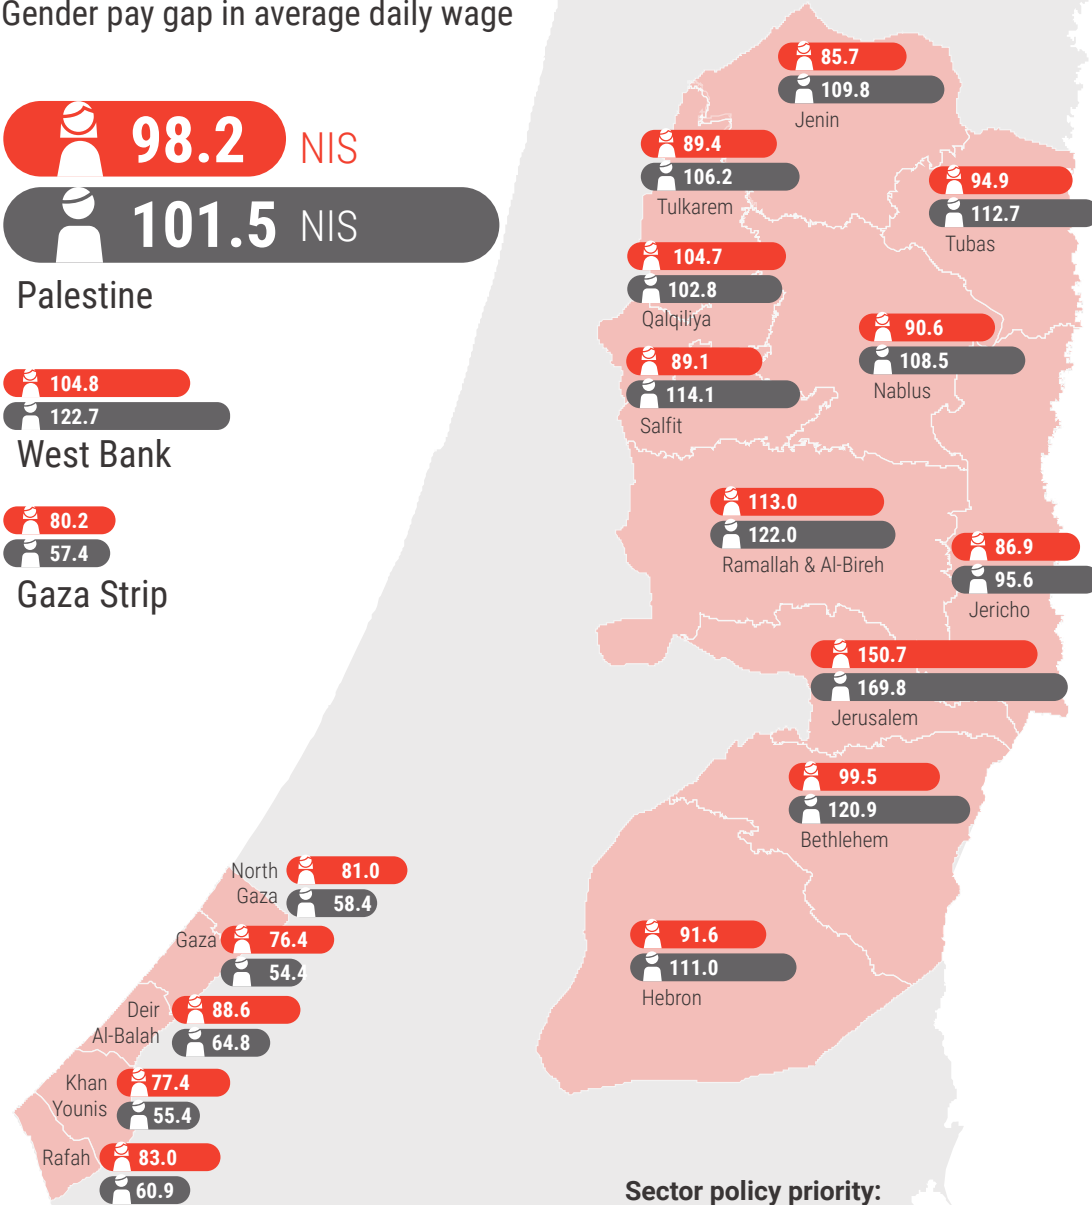 Gender pay gap in average daily wage
98.2 NIS
101.5 NIS
Palestine
104.8
122.7
West Bank
80.2
57.4
Gaza Strip
85.7
109.8
Jenin
89.4
106.2
Tulkarem
94.9
112.7
Tubas
104.7
102.8
Qalqiliya
90.6
108.5
Nablus
89.1
114.1
Salfit
113.0
122.0
Ramallah & Al-Bireh
86.9
95.6
Jericho
150.7
169.8
Jerusalem
99.5
120.9
Bethlehem
91.6
111.0
Hebron
North
Gaza
81.0
58.4
Gaza
76.4
54.4
Deir
Al-Balah
88.6
64.8
Khan
Younis
77.4
55.4
Rafah
83.0
60.9
Sector policy priority: